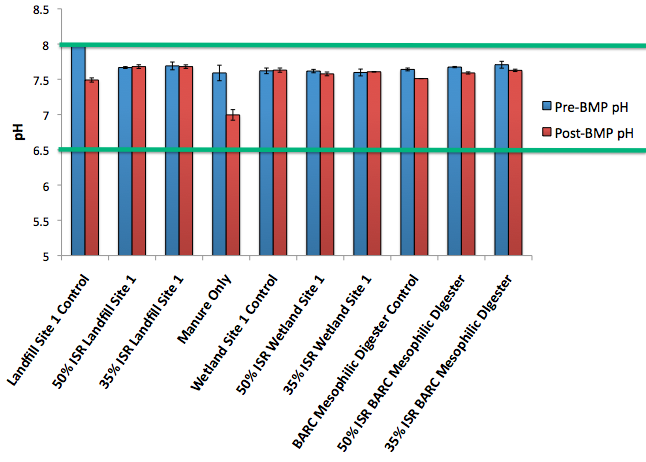 8.5
8
7.5
7
6.5
6
5.5
5
pH
Pre-BMP pH
Post-BMP pH
Landfill Site 1 Control
50% ISR Landfill Site 1
35% ISR Landfill Site 1
Manure Only
Wetland Site 1 Control
50% ISR Wetland Site 1
35% ISR Wetland Site 1
BARC Mesophilic Digester Control
50% ISR BARC Mesophilic DIgester
35% ISR BARC Mesophilic DIgester